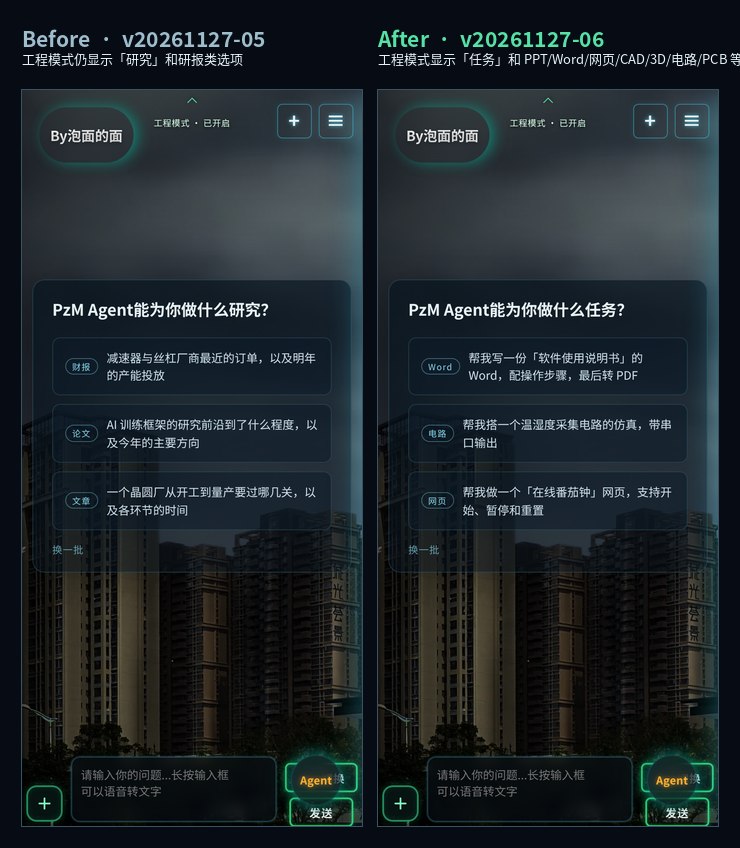 Before · v20261127-05
工程模式仍显示「研究」和研报类选项
By泡面的面
工程模式 · 已开启
+
PzM Agent能为你做什么研究?
财报
减速器与丝杠厂商最近的订单，以及明年
的产能投放
论文
AI 训练框架的研究前沿到了什么程度，以
及今年的主要方向
文章
一个晶圆厂从开工到量产要过哪几关，以
及各环节的时间
换一批
请输入你的问题...长按输入框
可以语音转文字
Agent
换
发送
+
After · v20261127-06
工程模式显示「任务」和 PPT/Word/网页/CAD/3D/电路/PCB 等
By泡面的面
工程模式 · 已开启
+
PzM Agent能为你做什么任务?
Word
帮我写一份「软件使用说明书」的
Word，配操作步骤，最后转 PDF
电路
帮我搭一个温湿度采集电路的仿真，带串
口输出
网页
帮我做一个「在线番茄钟」网页，支持开
始、暂停和重置
换一批
请输入你的问题...长按输入框
可以语音转文字
Agent
换
发送
+